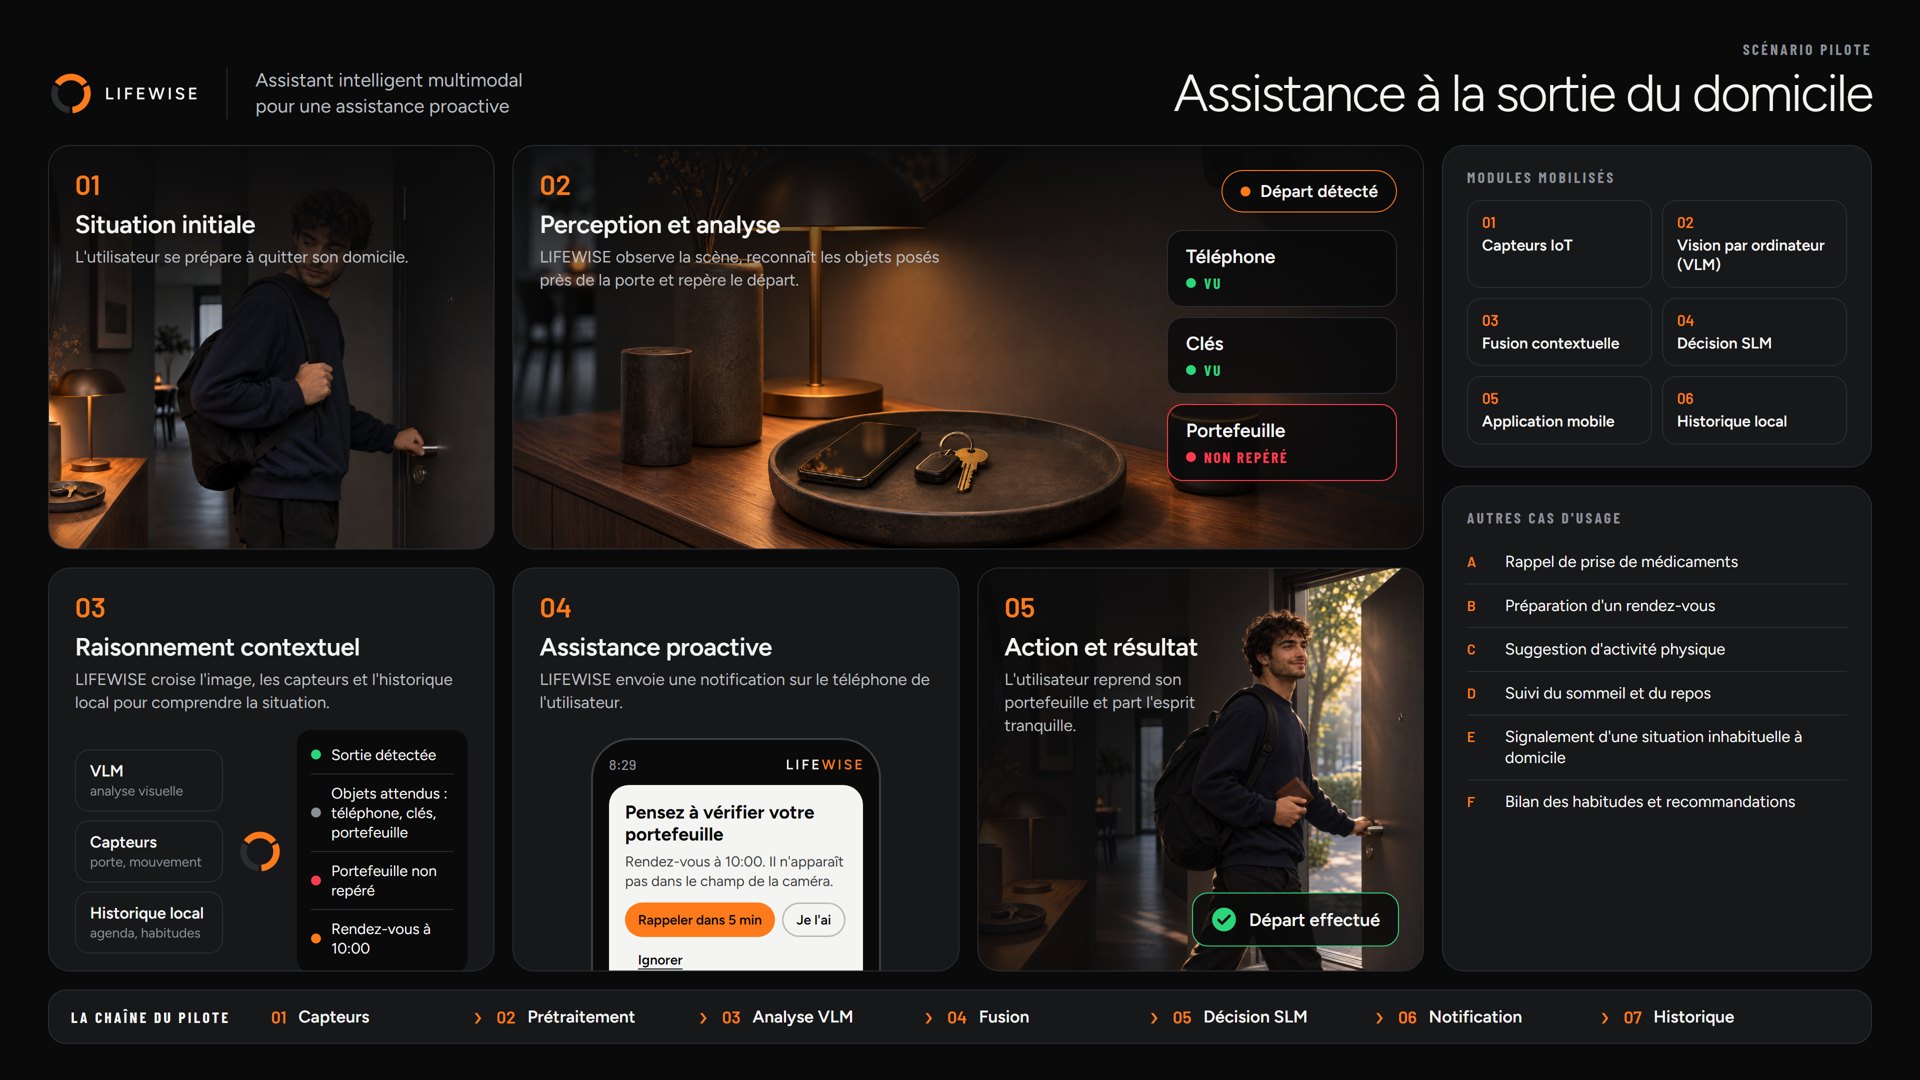 SCÉNARIO PILOTE
LIFEWISE
Assistant intelligent multimodal
pour une assistance proactive
Assistance à la sortie du domicile
01
Situation initiale
L'utilisateur se prépare à quitter son domicile.
02
Perception et analyse
LIFEWISE observe la scène, reconnaît les objets posés
près de la porte et repère le départ.
Départ détecté
Téléphone
VU
Clés
VU
Portefeuille
NON REPÉRÉ
MODULES MOBILISÉS
01
Capteurs IoT
02
Vision par ordinateur
(VLM)
03
Fusion contextuelle
04
Décision SLM
05
Application mobile
06
Historique local
03
Raisonnement contextuel
LIFEWISE croise l'image, les capteurs et l'historique
local pour comprendre la situation.
VLM
analyse visuelle
Capteurs
porte, mouvement
Historique local
agenda, habitudes
Sortie détectée
Objets attendus :
téléphone, clés,
portefeuille
Portefeuille non
repéré
Rendez-vous à
10:00
04
Assistance proactive
LIFEWISE envoie une notification sur le téléphone de
l'utilisateur.
8:29
LIFEWISE
Pensez à vérifier votre
portefeuille
Rendez-vous à 10:00. Il n'apparaît
pas dans le champ de la caméra.
Rappeler dans 5 min
Je l'ai
Ignorer
05
Action et résultat
L'utilisateur reprend son
portefeuille et part l'esprit
tranquille.
Départ effectué
AUTRES CAS D'USAGE
A Rappel de prise de médicaments
B Préparation d'un rendez-vous
C Suggestion d'activité physique
D Suivi du sommeil et du repos
E Signalement d'une situation inhabituelle à
domicile
F Bilan des habitudes et recommandations
LA CHAÎNE DU PILOTE 01 Capteurs › 02 Prétraitement › 03 Analyse VLM › 04 Fusion › 05 Décision SLM › 06 Notification › 07 Historique